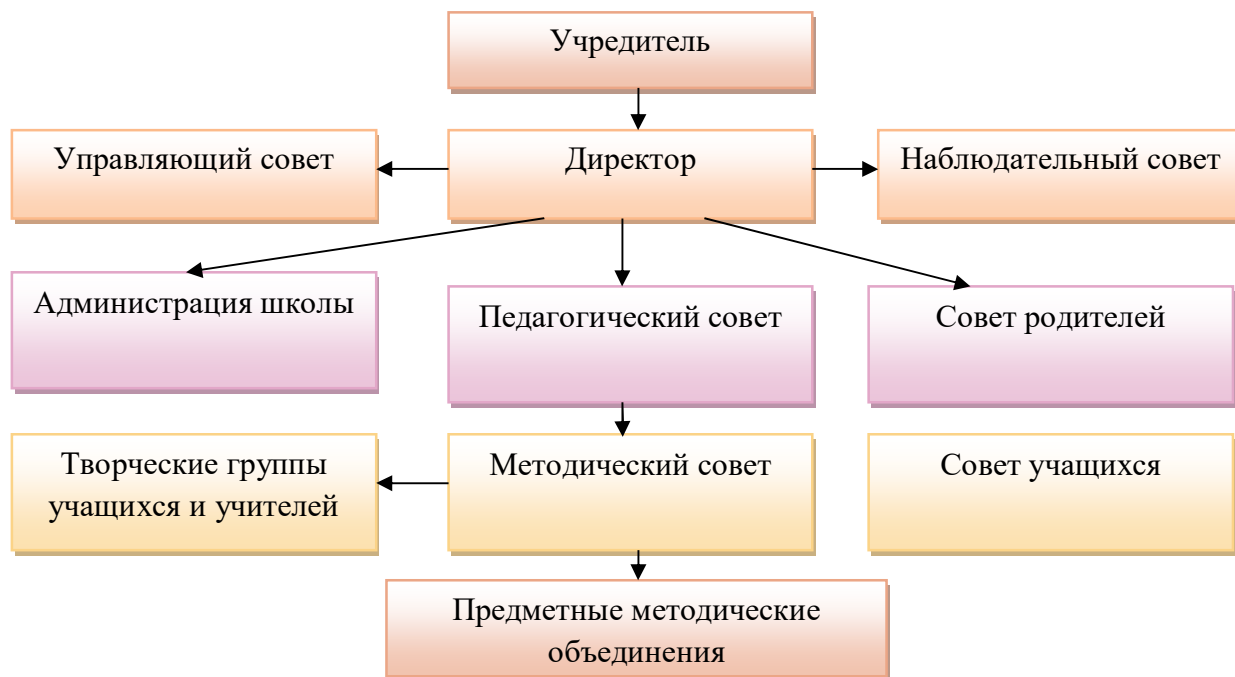 Учредитель
Управляющий совет
Директор
Наблюдательный совет
Администрация школы
Педагогический совет
Совет родителей
Творческие группы
учащихся и учителей
Методический совет
Совет учащихся
Предметные методические
объединения